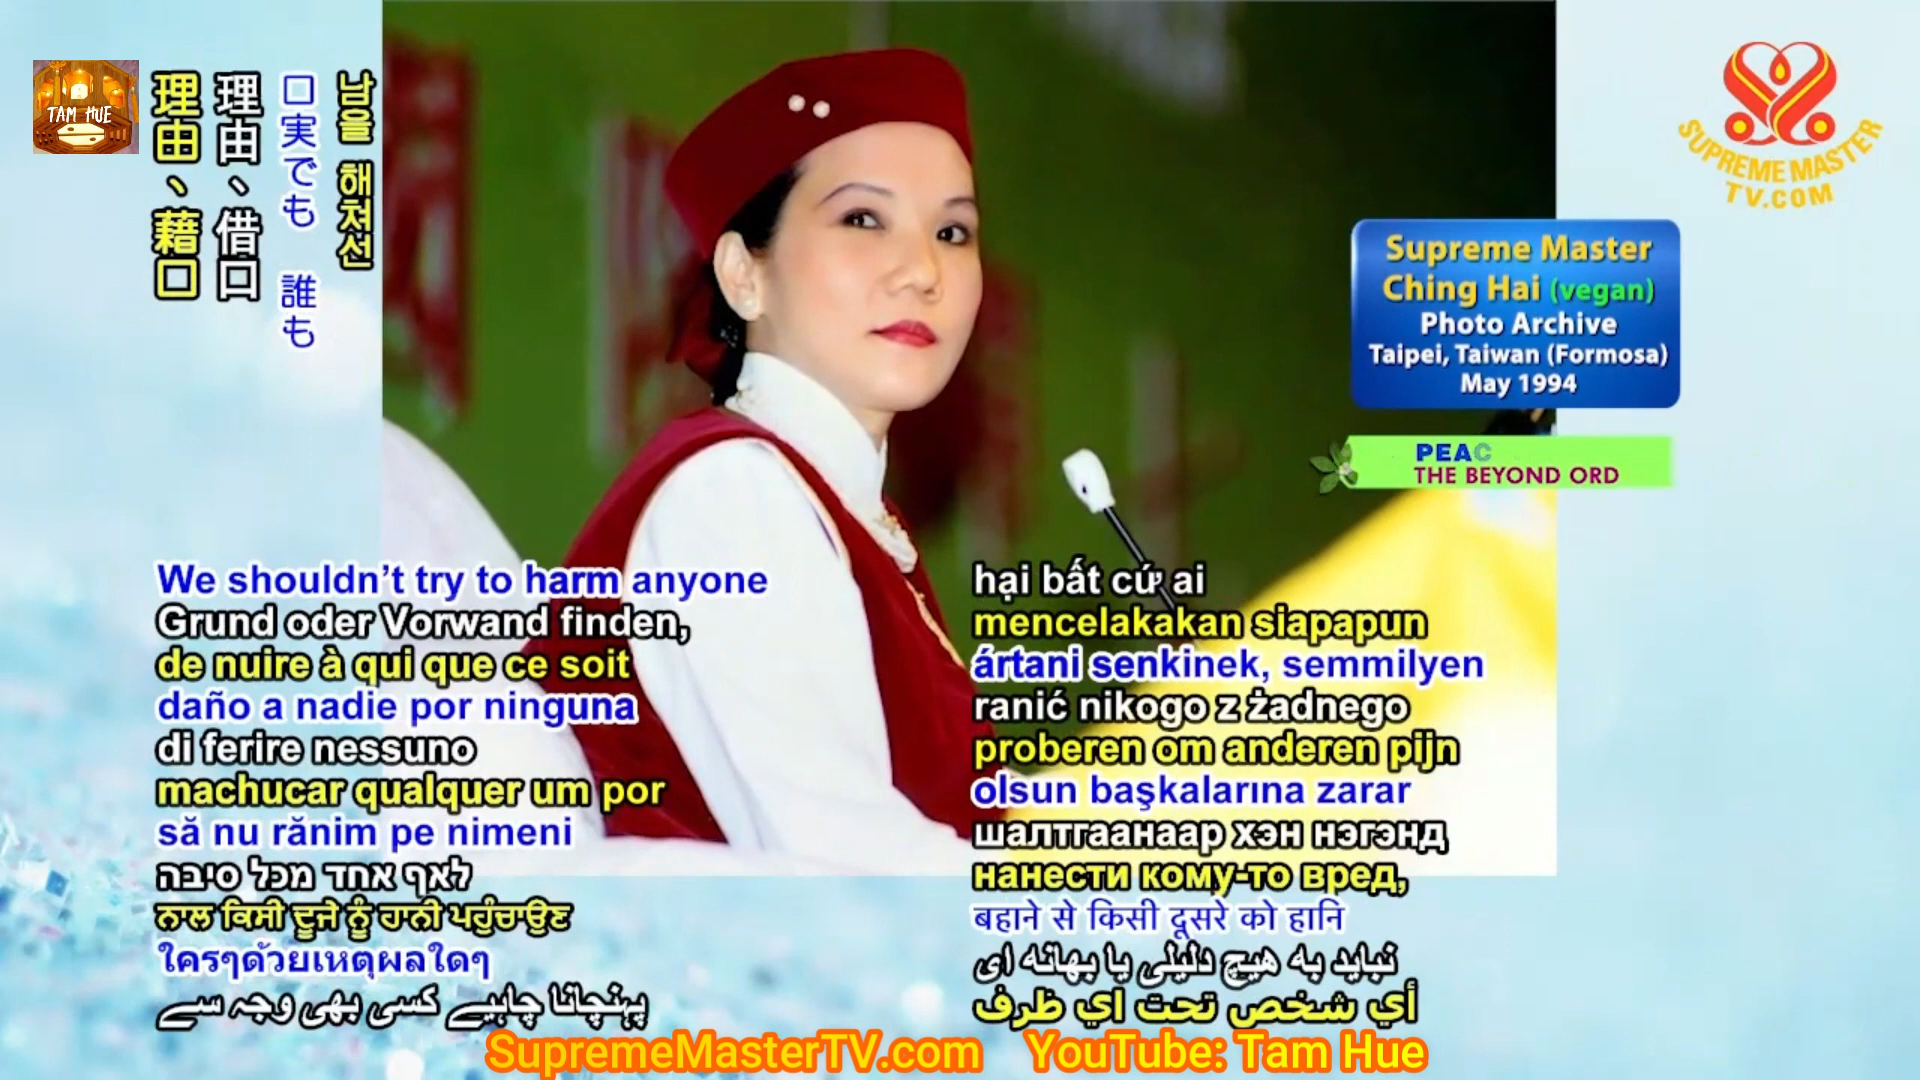 TAM HUE
理由、藉口
理由、借口
口実でも 誰も
남을 해쳐선
SUPREME MASTER
TV.COM
Supreme Master
Ching Hai (vegan)
Photo Archive
Taipei, Taiwan (Formosa)
May 1994
PEAC
THE BEYOND ORD
We shouldn't try to harm anyone
Grund oder Vorwand finden,
de nuire à qui que ce soit
daño a nadie por ninguna
di ferire nessuno
machucar qualquer um por
să nu rănim pe nimeni
לאף אחד מכל סיבה
ਨਾਲ ਕਿਸੀ ਦੂਜੇ ਨੂੰ ਹਾਨੀ ਪਹੁੰਚਾਉਣ
ใครๆด้วยเหตุผลใดๆ
پہنچانا چاہیے کسی بھی وجہ سے
hại bất cứ ai
mencelakakan siapapun
ártani senkinek, semmilyen
ranić nikogo z żadnego
proberen om anderen pijn
olsun başkalarına zarar
шалтгаанаар хэн нэгэнд
нанести кому-то вред,
बहाने से किसी दूसरे को हानि
نباید به هیچ دلیلی یا بهانه ای
أي شخص تحت اي ظرف
SupremeMasterTV.com YouTube: Tam Hue